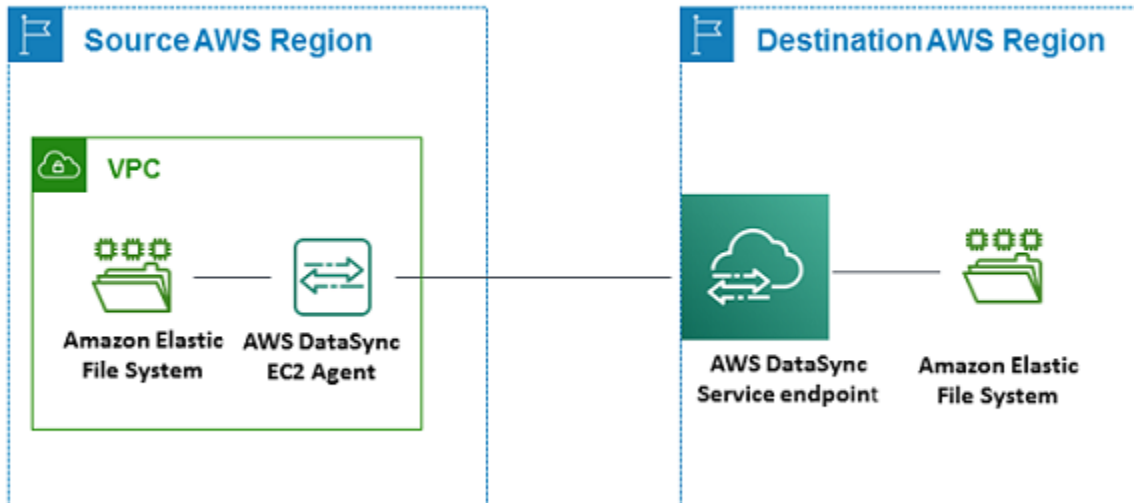 Source AWS Region
Destination AWS Region
VPC
Amazon Elastic
File System
AWS DataSync
EC2 Agent
AWS DataSync
Service endpoint
Amazon Elastic
File System